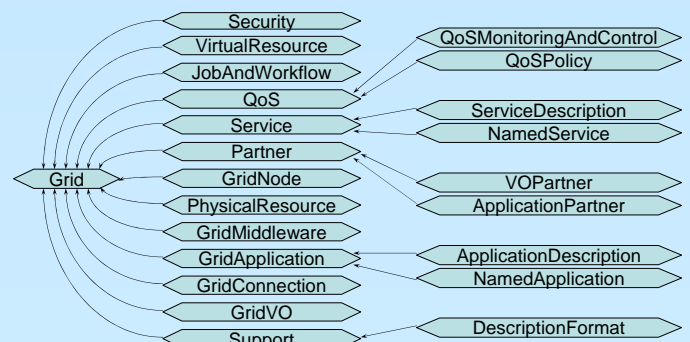 Security
VirtualResource
JobAndWorkflow
QoS
Service
Partner
Grid
GridNode
PhysicalResource
GridMiddleware
GridApplication
GridConnection
GridVO
Support
QoSMonitoringAndControl
QoSPolicy
ServiceDescription
NamedService
VOPartner
ApplicationPartner
ApplicationDescription
NamedApplication
DescriptionFormat